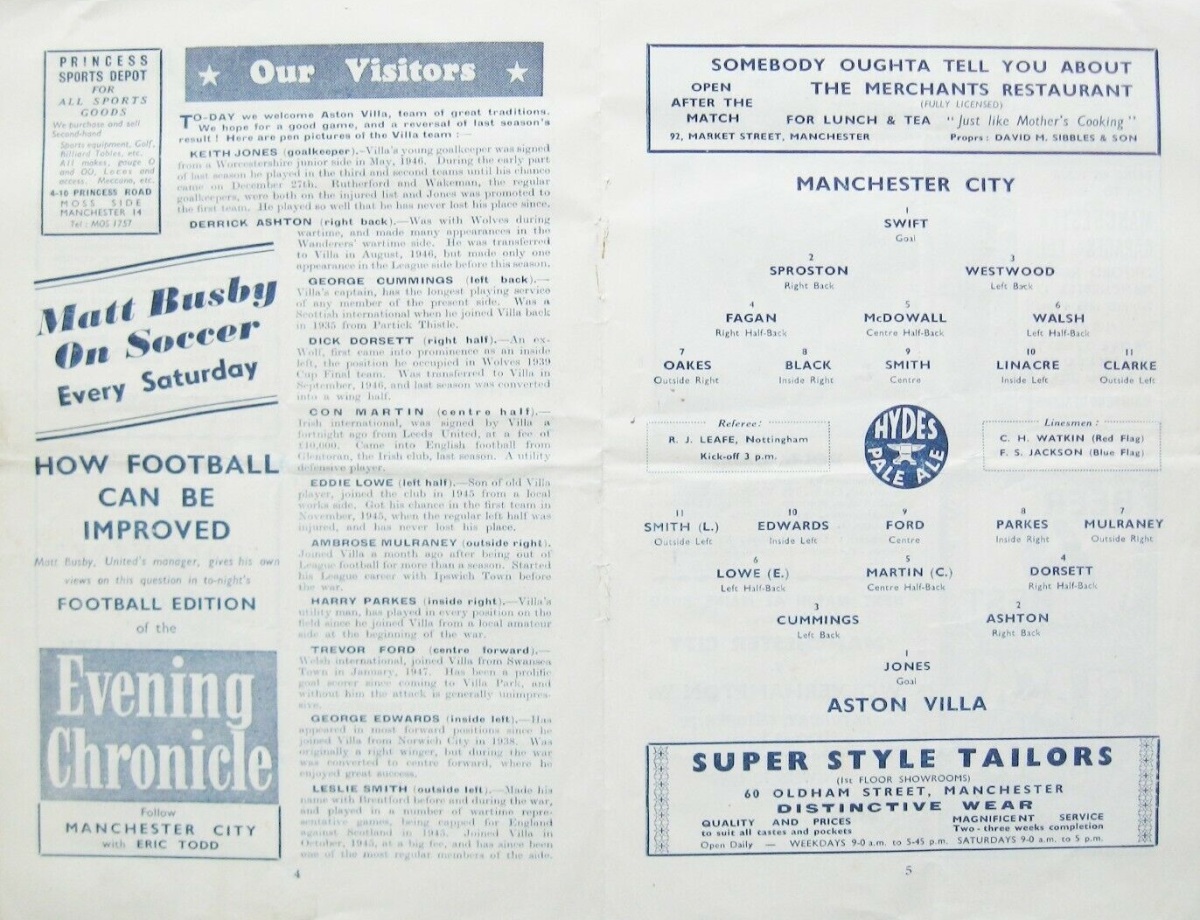 PRINCESS
SPORTS DEPOT
FOR
ALL SPORTS
GOODS
We purchase and sell
Second-hand
Sports equipment, Golf,
Billiard Tables, etc.
All makes, gauge O
and OO, Locos and
access. Meccano, etc.
4-10 PRINCESS ROAD
MOSS SIDE
MANCHESTER 14
Tel: MOS 1757
Matt Busby
On Soccer
Every Saturday
HOW FOOTBALL
CAN BE
IMPROVED
Matt Busby, United's manager, gives his own
views on this question in to-night's
FOOTBALL EDITION
of the
Evening
Chronicle
Follow
MANCHESTER CITY
with ERIC TODD
★ Our Visitors ★
TO-DAY we welcome Aston Villa, team of great traditions.
We hope for a good game, and a reversal of last season's
result ! Here are pen pictures of the Villa team :—
KEITH JONES (goalkeeper).—Villa's young goalkeeper was signed
from a Worcestershire junior side in May, 1946. During the early part
of last season he played in the third and second teams until his chance
came on December 27th. Rutherford and Wakeman, the regular
goalkeepers, were both on the injured list and Jones was promoted to
the first team. He played so well that he has never lost his place since.
DERRICK ASHTON (right back).—Was with Wolves during
wartime, and made many appearances in the
Wanderers' wartime side. He was transferred
to Villa in August, 1946, but made only one
appearance in the League side before this season.
GEORGE CUMMINGS (left back).—
Villa's captain, has the longest playing service
of any member of the present side. Was a
Scottish international when he joined Villa back
in 1935 from Partick Thistle.
DICK DORSETT (right half).—An ex-
Wolf, first came into prominence as an inside
left, the position he occupied in Wolves 1939
Cup Final team. Was transferred to Villa in
September, 1946, and last season was converted
into a wing half.
CON MARTIN (centre half).—
Irish international, was signed by Villa a
fortnight ago from Leeds United, at a fee of
£10,000. Came into English football from
Glentoran, the Irish club, last season. A utility
defensive player.
EDDIE LOWE (left half).—Son of old Villa
player, joined the club in 1945 from a local
works side. Got his chance in the first team in
November, 1945, when the regular left half was
injured, and has never lost his place.
AMBROSE MULRANEY (outside right).
Joined Villa a month ago after being out of
League football for more than a season. Started
his League career with Ipswich Town before
the war.
HARRY PARKES (inside right).—Villa's
utility man, has played in every position on the
field since he joined Villa from a local amateur
side at the beginning of the war.
TREVOR FORD (centre forward).—
Welsh international, joined Villa from Swansea
Town in January, 1947. Has been a prolific
goal scorer since coming to Villa Park, and
without him the attack is generally unimpres-
sive.
GEORGE EDWARDS (inside left).—Has
appeared in most forward positions since he
joined Villa from Norwich City in 1938. Was
originally a right winger, but during the war
was converted to centre forward, where he
enjoyed great success.
LESLIE SMITH (outside left).—Made his
name with Brentford before and during the war,
and played in a number of wartime repre-
sentative games, being capped for England
against Scotland in 1945. Joined Villa in
October, 1945, at a big fee, and has since been
one of the most regular members of the side.
4
SOMEBODY OUGHTA TELL YOU ABOUT
OPEN
AFTER THE
MATCH
THE MERCHANTS RESTAURANT
(FULLY LICENSED)
FOR LUNCH & TEA "Just like Mother's Cooking"
92, MARKET STREET, MANCHESTER Proprs: DAVID M. SIBBLES & SON
MANCHESTER CITY
1
SWIFT
Goal
2 3
SPROSTON WESTWOOD
Right Back Left Back
4 5 6
FAGAN McDOWALL WALSH
Right Half-Back Centre Half-Back Left Half-Back
7 8 9 10 11
OAKES BLACK SMITH LINACRE CLARKE
Outside Right Inside Right Centre Inside Left Outside Left
Referee:
R. J. LEAFE, Nottingham
Kick-off 3 p.m.
HYDES
PALE ALE
Linesmen:
C. H. WATKIN (Red Flag)
F. S. JACKSON (Blue Flag)
11 10 9 8 7
SMITH (L.) EDWARDS FORD PARKES MULRANEY
Outside Left Inside Left Centre Inside Right Outside Right
6 5 4
LOWE (E.) MARTIN (C.) DORSETT
Left Half-Back Centre Half-Back Right Half-Back
3 2
CUMMINGS ASHTON
Left Back Right Back
1
JONES
Goal
ASTON VILLA
SUPER STYLE TAILORS
(1st FLOOR SHOWROOMS)
60 OLDHAM STREET, MANCHESTER
DISTINCTIVE WEAR
QUALITY AND PRICES
to suit all tastes and pockets
MAGNIFICENT SERVICE
Two-three weeks completion
Open Daily — WEEKDAYS 9-0 a.m. to 5-45 p.m. SATURDAYS 9-0 a.m. to 5 p.m.
5